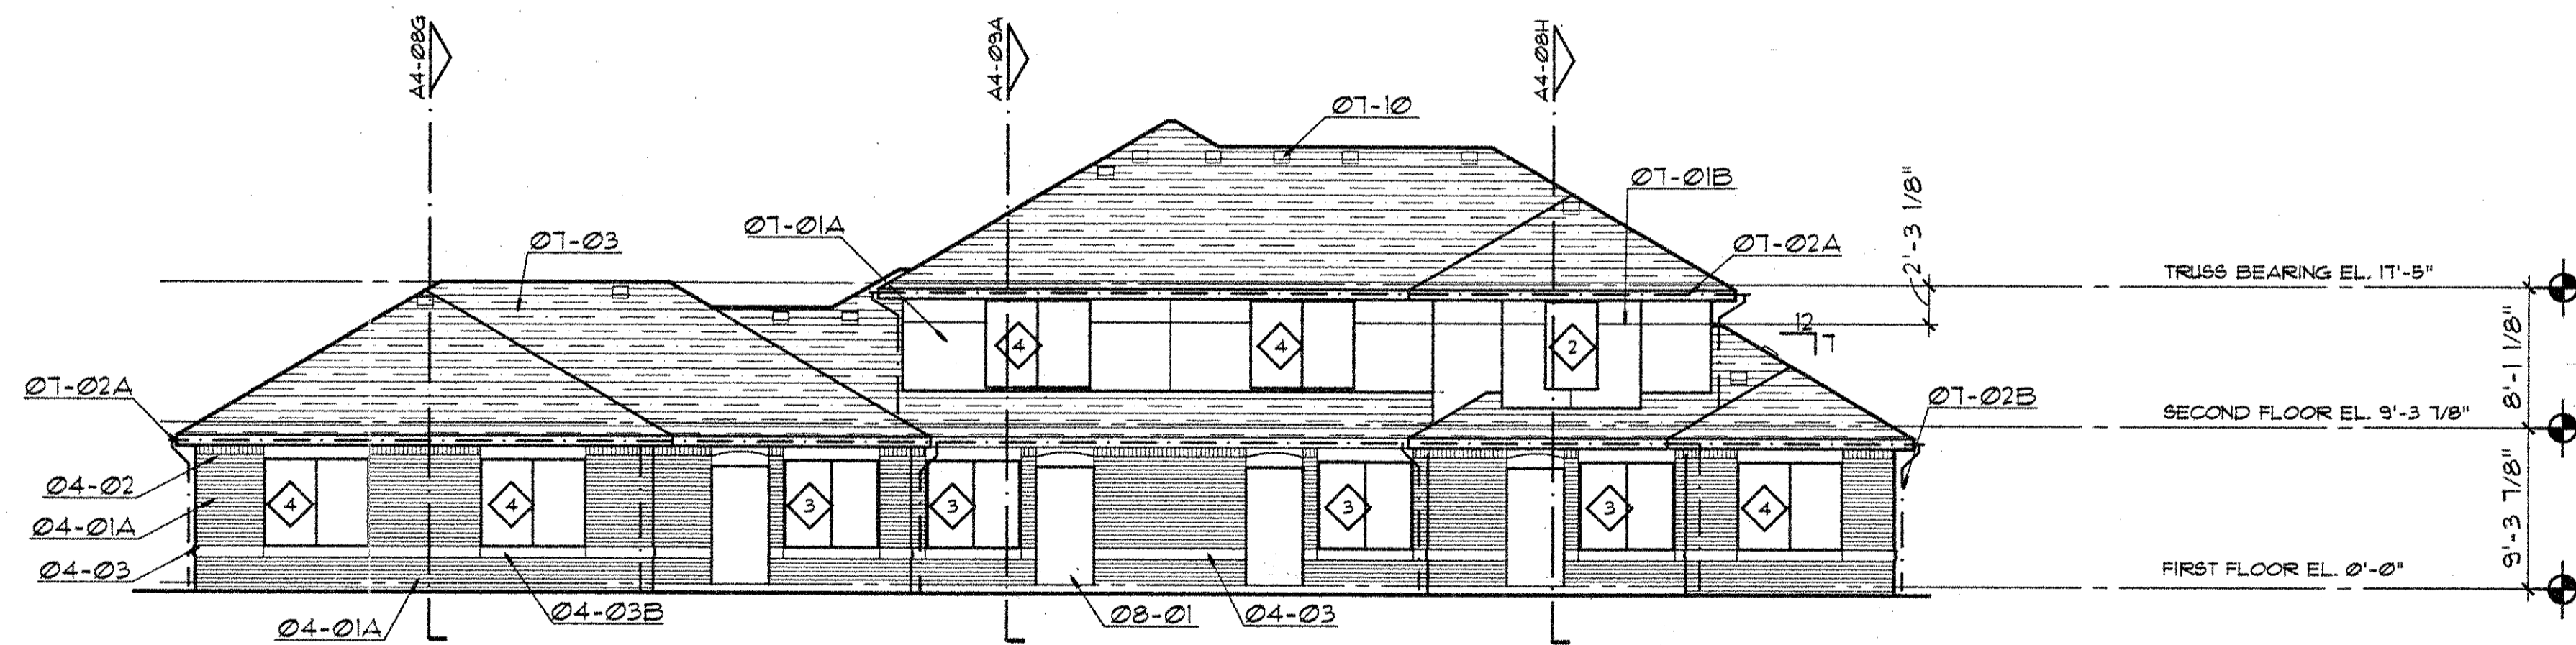 A4-08G
A4-09A
A4-08H
07-10
07-01B
2'-3 1/8"
07-01A
07-03
07-02A
TRUSS BEARING EL. 17'-5"
12
7
4
4
2
8'-1 1/8"
07-02A
07-02B
SECOND FLOOR EL. 9'-3 7/8"
04-02
04-01A
04-03
4
4
3
3
3
3
4
9'-3 7/8"
FIRST FLOOR EL. 0'-0"
04-01A
04-03B
08-01
04-03